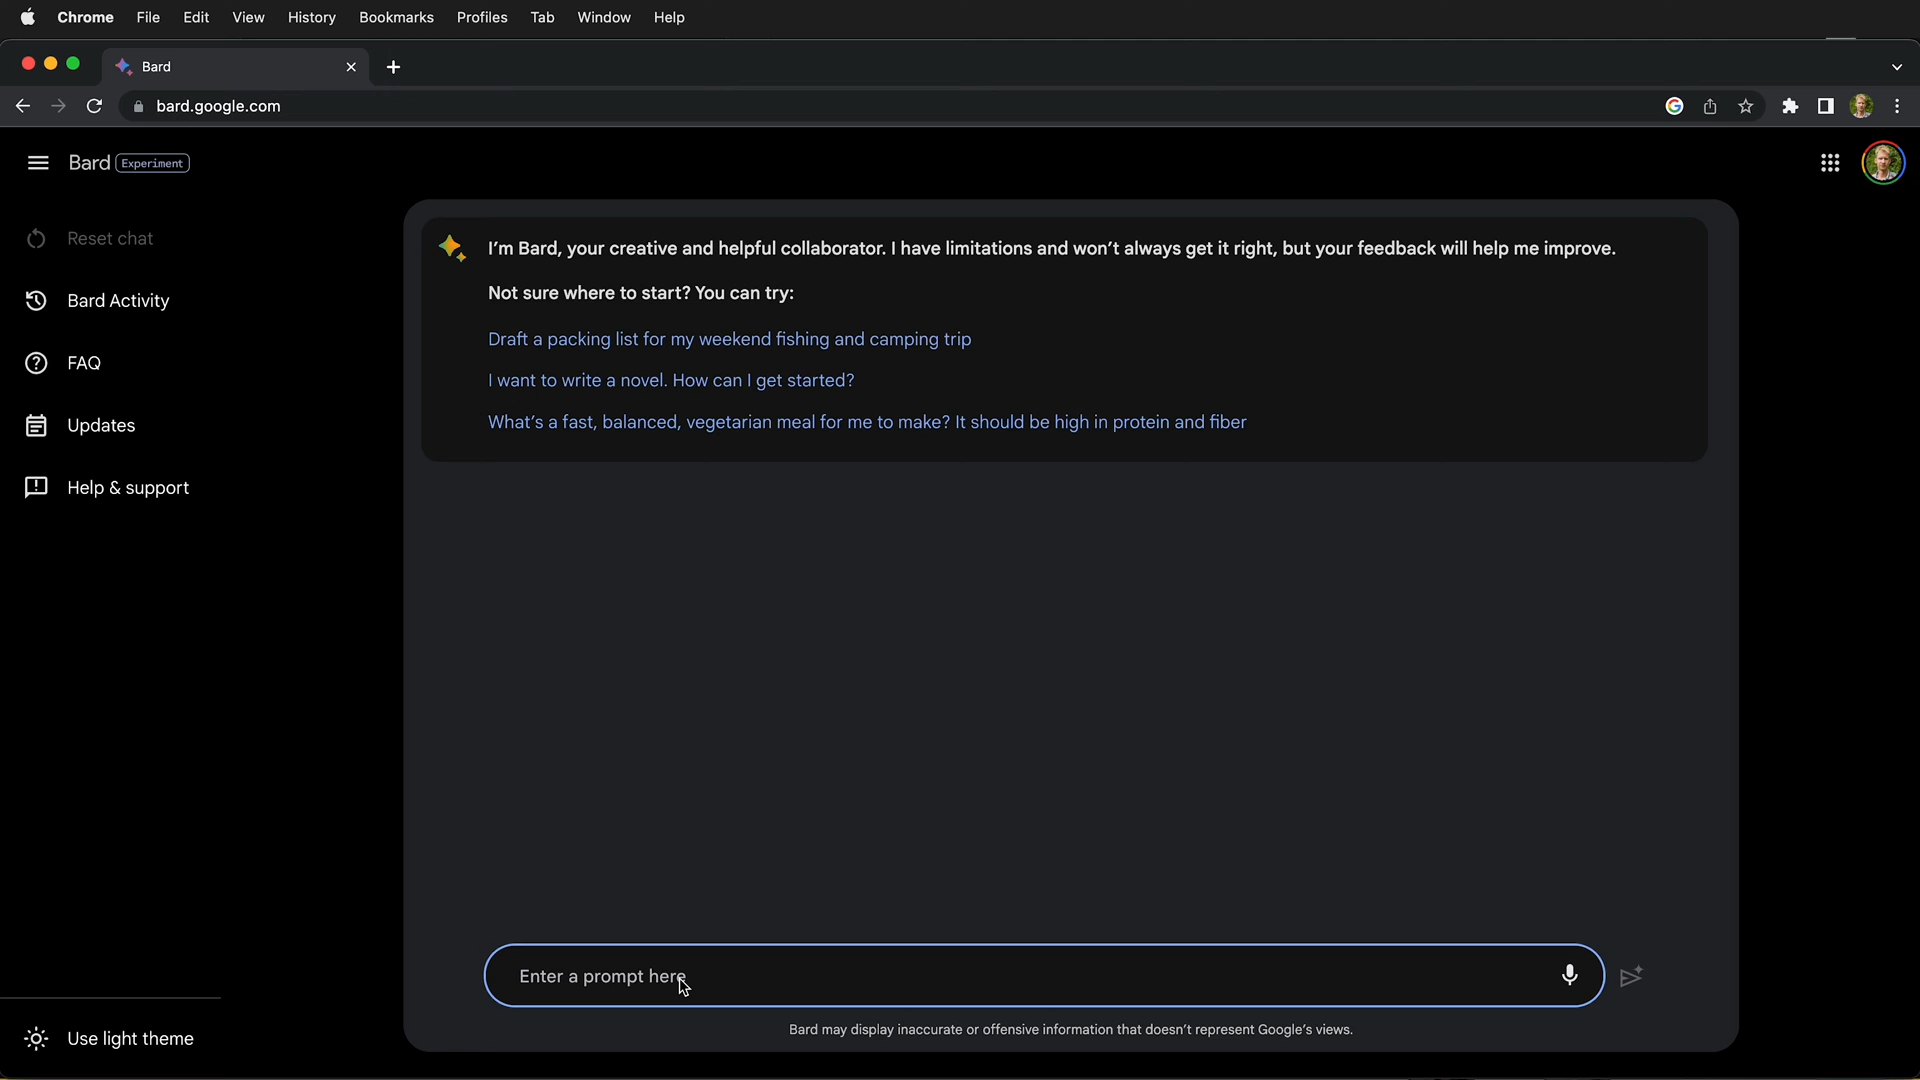 Chrome File Edit View History Bookmarks Profiles Tab Window Help
Bard
bard.google.com
Bard Experiment
Reset chat
Bard Activity
FAQ
Updates
Help & support
I'm Bard, your creative and helpful collaborator. I have limitations and won't always get it right, but your feedback will help me improve.
Not sure where to start? You can try:
Draft a packing list for my weekend fishing and camping trip
I want to write a novel. How can I get started?
What's a fast, balanced, vegetarian meal for me to make? It should be high in protein and fiber
Enter a prompt here
Bard may display inaccurate or offensive information that doesn't represent Google's views.
Use light theme